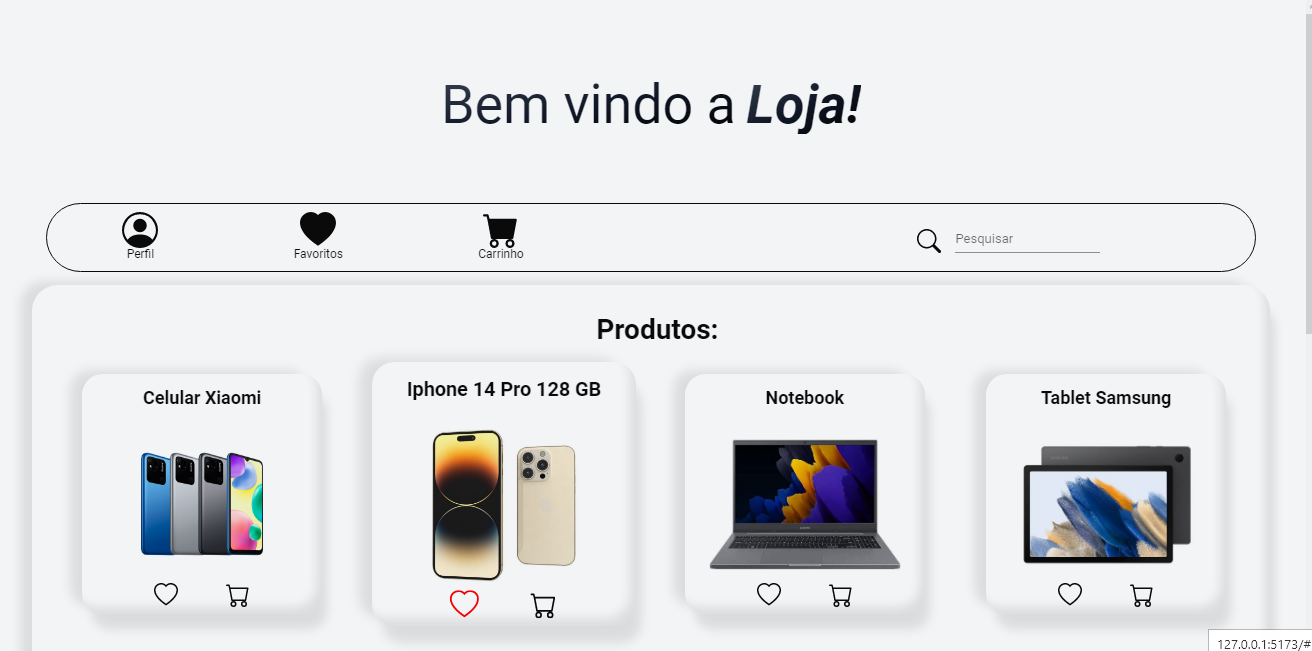 Bem vindo a Loja!
Perfil
Favoritos
Carrinho
Pesquisar
Produtos:
Celular Xiaomi
Iphone 14 Pro 128 GB
Notebook
Tablet Samsung
127.0.0.1:5173/#